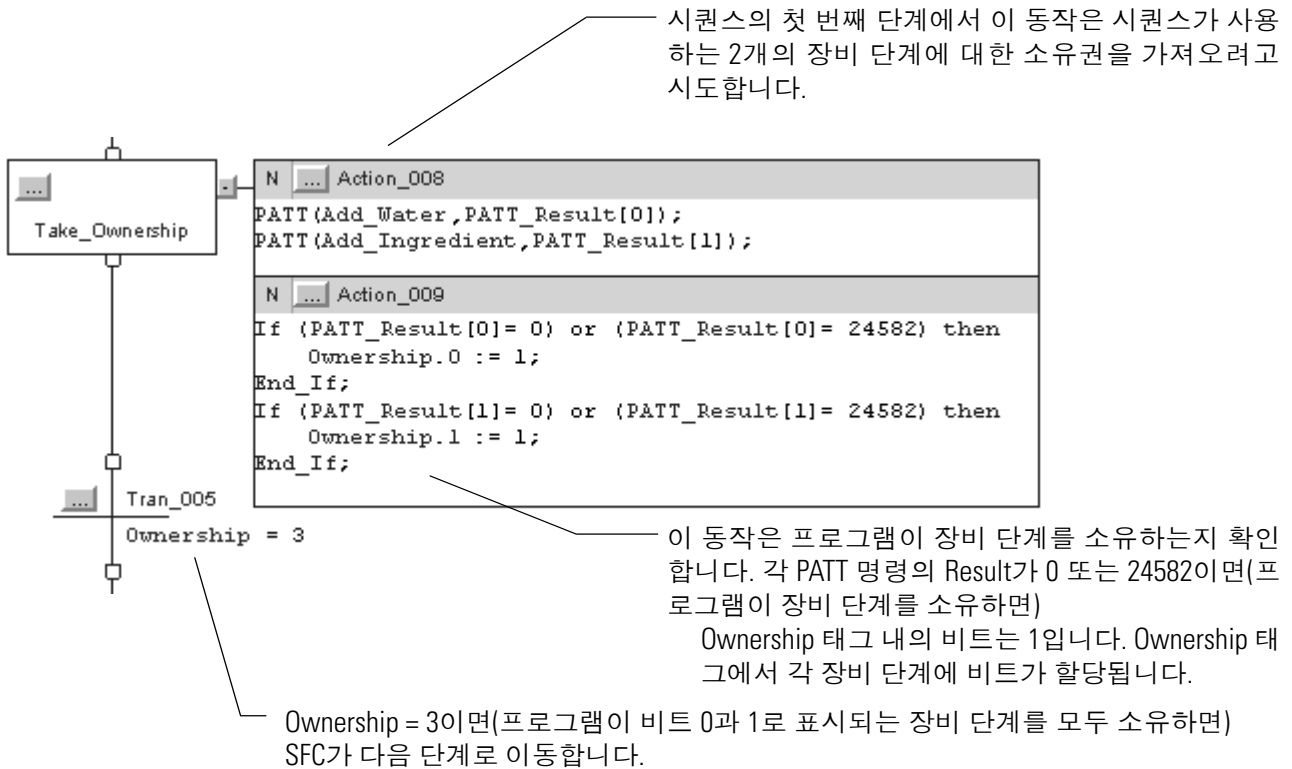 시퀀스의 첫 번째 단계에서 이 동작은 시퀀스가 사용
하는 2개의 장비 단계에 대한 소유권을 가져오려고
시도합니다.
... Take_Ownership
-
N ... Action_008
PATT(Add_Water,PATT_Result[0]);
PATT(Add_Ingredient,PATT_Result[1]);
N ... Action_009
If (PATT_Result[0]= 0) or (PATT_Result[0]= 24582) then
Ownership.0 := 1;
End_If;
If (PATT_Result[1]= 0) or (PATT_Result[1]= 24582) then
Ownership.1 := 1;
End_If;
... Tran_005
Ownership = 3
이 동작은 프로그램이 장비 단계를 소유하는지 확인
합니다. 각 PATT 명령의 Result가 0 또는 24582이면(프
로그램이 장비 단계를 소유하면)
Ownership 태그 내의 비트는 1입니다. Ownership 태
그에서 각 장비 단계에 비트가 할당됩니다.
Ownership = 3이면(프로그램이 비트 0과 1로 표시되는 장비 단계를 모두 소유하면)
SFC가 다음 단계로 이동합니다.